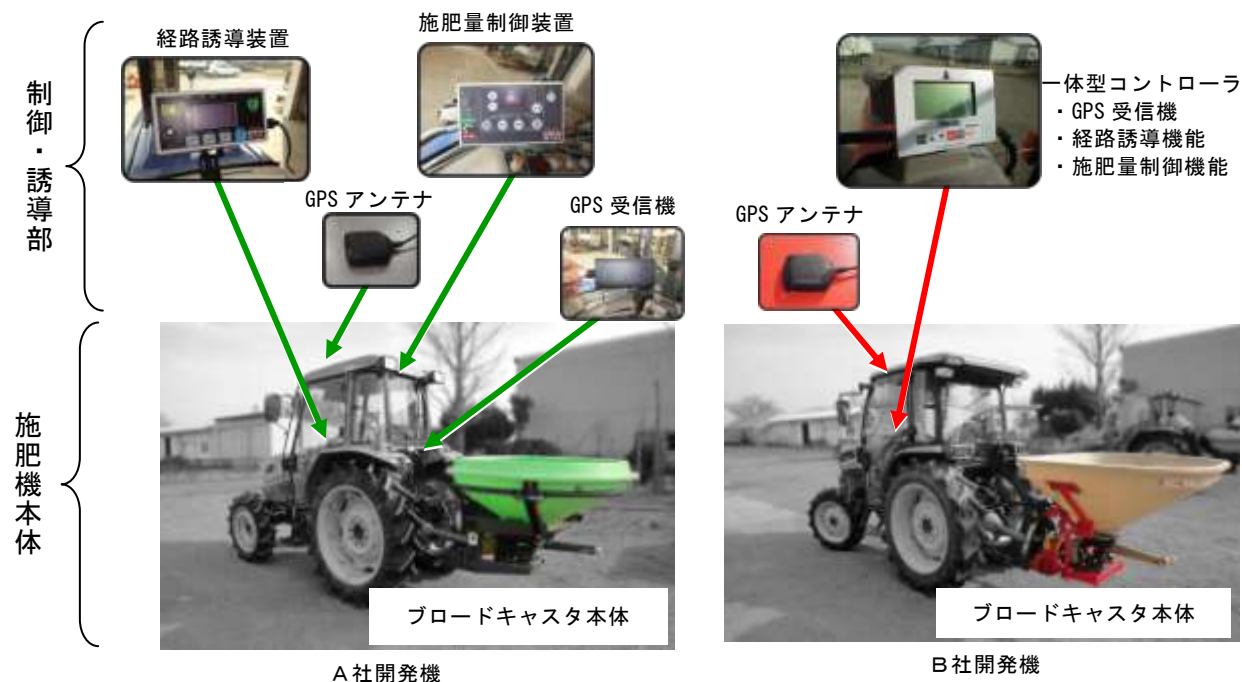 制御・誘導部
経路誘導装置
施肥量制御装置
GPS アンテナ
GPS 受信機
一体型コントローラ
・GPS 受信機
・経路誘導機能
・施肥量制御機能
GPS アンテナ
施肥機本体
ブロードキャスタ本体
ブロードキャスタ本体
A社開発機
B社開発機